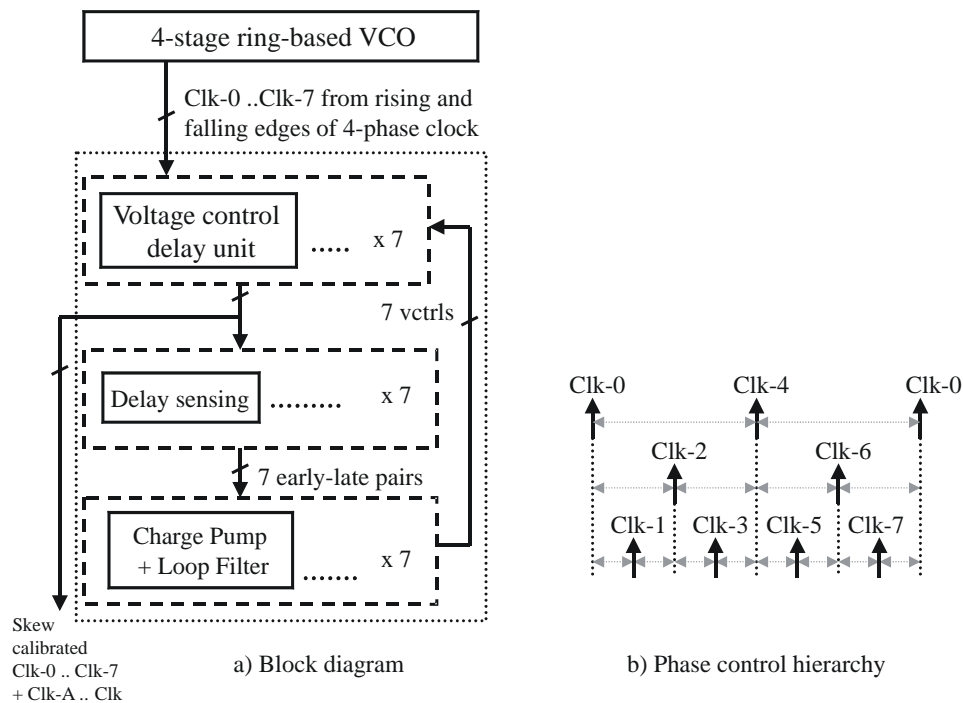 4-stage ring-based VCO
Clk-0 ..Clk-7 from rising and
falling edges of 4-phase clock
Voltage control
delay unit
..... x 7
7 vctrls
Delay sensing
......... x 7
7 early-late pairs
Charge Pump
+ Loop Filter
....... x 7
Skew
calibrated
Clk-0 .. Clk-7
+ Clk-A .. Clk
a) Block diagram
Clk-0 Clk-4 Clk-0
Clk-2 Clk-6
Clk-1 Clk-3 Clk-5 Clk-7
b) Phase control hierarchy